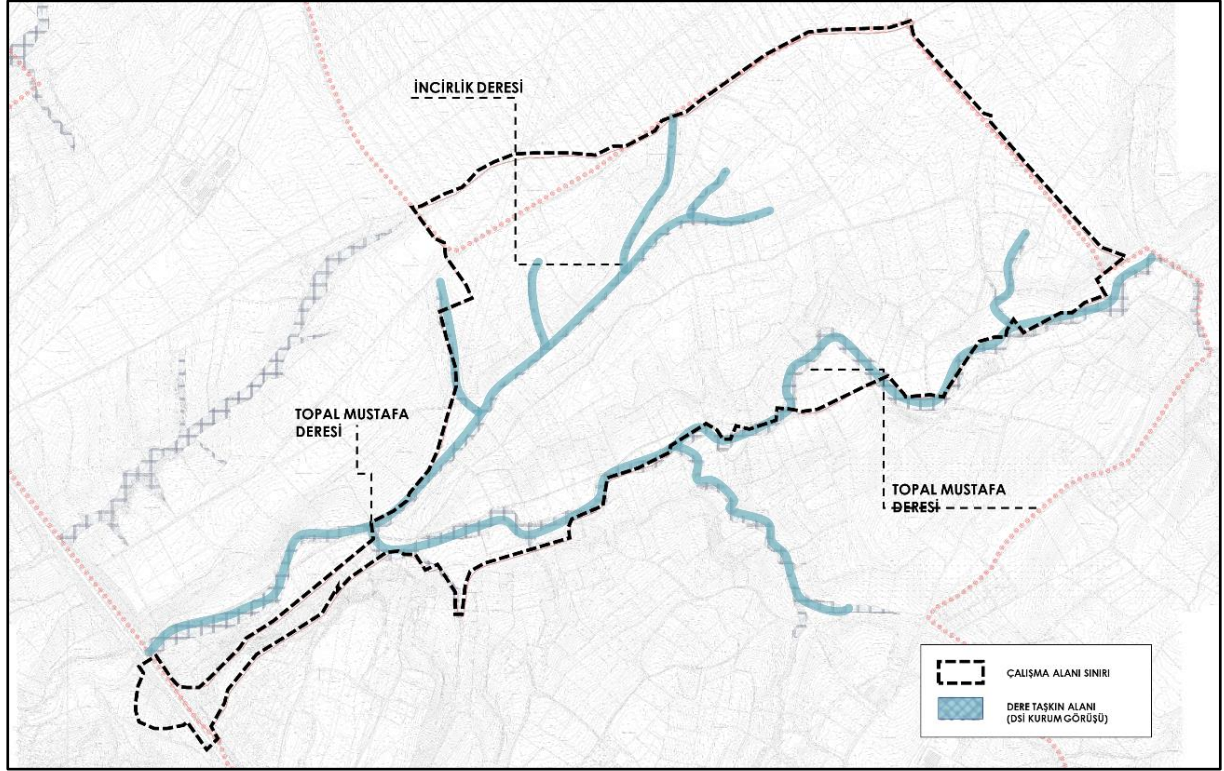 İNCİRLİK DERESİ
TOPAL MUSTAFA
DERESİ
TOPAL MUSTAFA
DERESİ
ÇALIŞMA ALANI SINIRI
DERE TAŞKIN ALANI
(DSİ KURUM GÖRÜŞÜ)